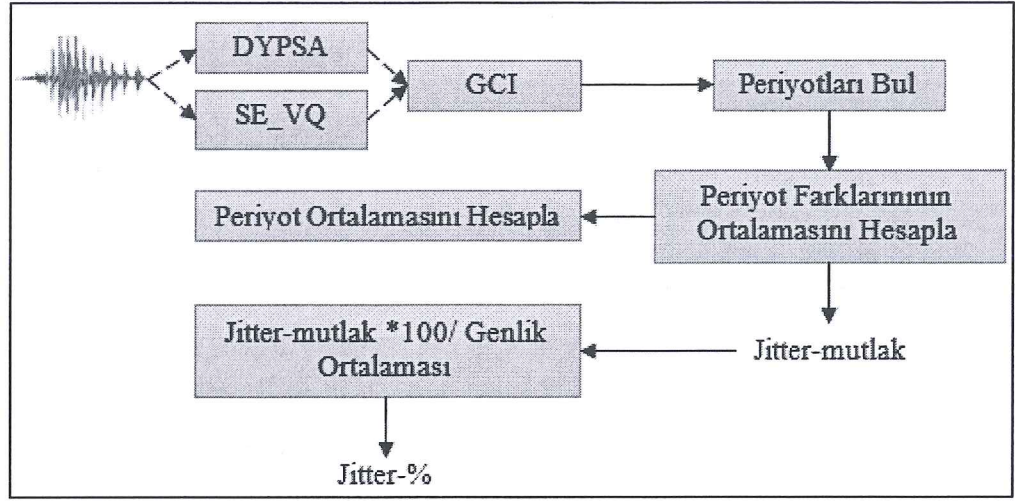 DYPSA
SE_VQ
GCI
Periyotları Bul
Periyot Farklarınının
Ortalamasını Hesapla
Periyot Ortalamasını Hesapla
Jitter-mutlak
Jitter-mutlak *100/ Genlik
Ortalaması
Jitter-%